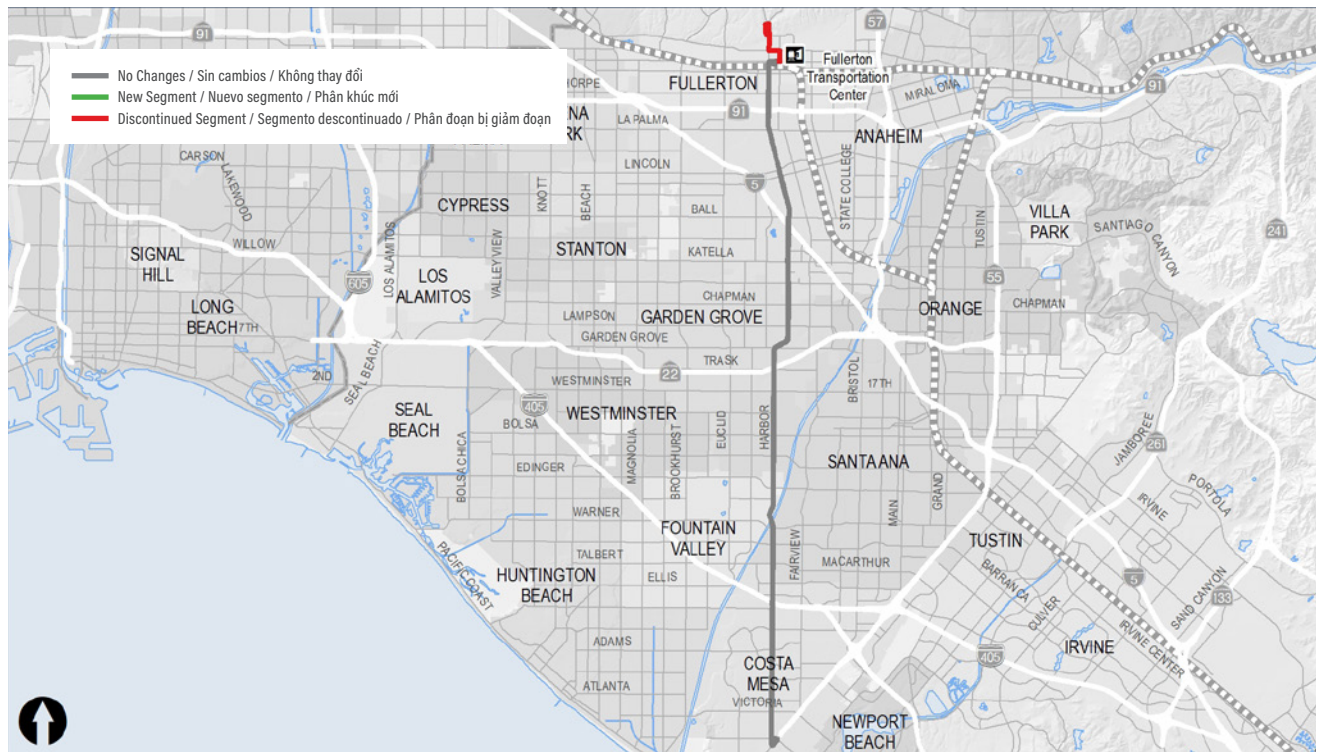 91
57
91
No Changes / Sin cambios / Không thay đổi
New Segment / Nuevo segmento / Phân khúc mới
Discontinued Segment / Segmento descontinuado / Phân đoạn bị giảm đoạn
Fullerton
Transportation
Center
FULLERTON
MIRALOMA
91
LA PALMA
ANAHEIM
CARSON
LAKEWOOD
LINCOLN
5
STATE COLLEGE
KNOTT
BEACH
CYPRESS
BALL
VILLA
PARK
TUSTIN
SANTIAGO CANYON
241
WILLOW
SIGNAL
HILL
LOS ALAMITOS
VALLEY VIEW
STANTON
KATELLA
605
LOS
ALAMITOS
55
CHAPMAN
CHAPMAN
LONG
BEACH
7TH
LAMPSON
GARDEN GROVE
ORANGE
GARDEN GROVE
TRASK
2ND
SEAL BEACH
22
WESTMINSTER
BRISTOL
17TH
405
SEAL
BEACH
BOLSA
WESTMINSTER
EUCLID
HARBOR
BOLSA CHICA
EDINGER
MAGNOLIA
BROOKHURST
SANTA ANA
JAMBOREE
261
MAIN
GRAND
PORTOLA
IRVINE
WARNER
FOUNTAIN
VALLEY
FAIRVIEW
TUSTIN
PACIFIC COAST
TALBERT
MACARTHUR
BARRANCA
ELLIS
HUNTINGTON
BEACH
5
SAND CANYON
133
CULVER
IRVINE CENTER
ADAMS
IRVINE
405
COSTA
MESA
ATLANTA
VICTORIA
NEWPORT
BEACH